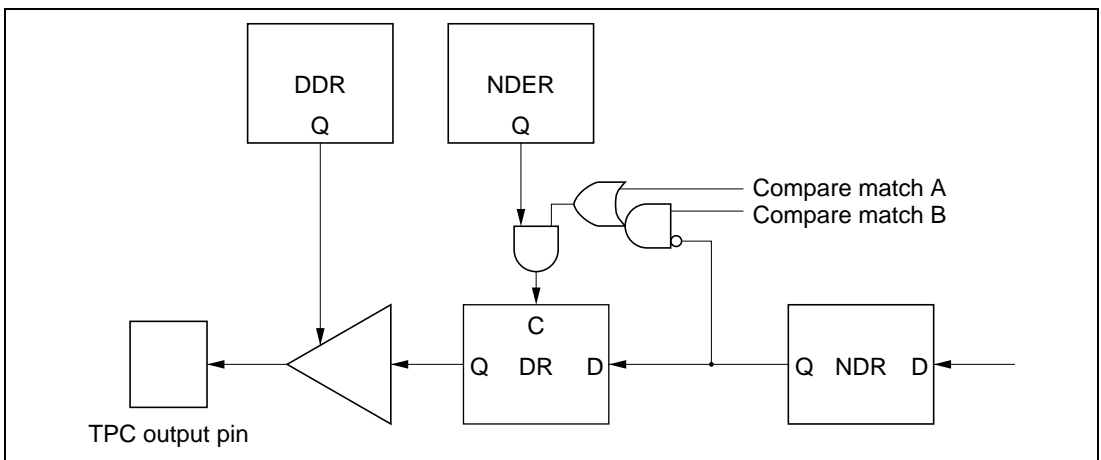 DDR
Q
NDER
Q
Compare match A
Compare match B
C
Q DR D
Q NDR D
TPC output pin